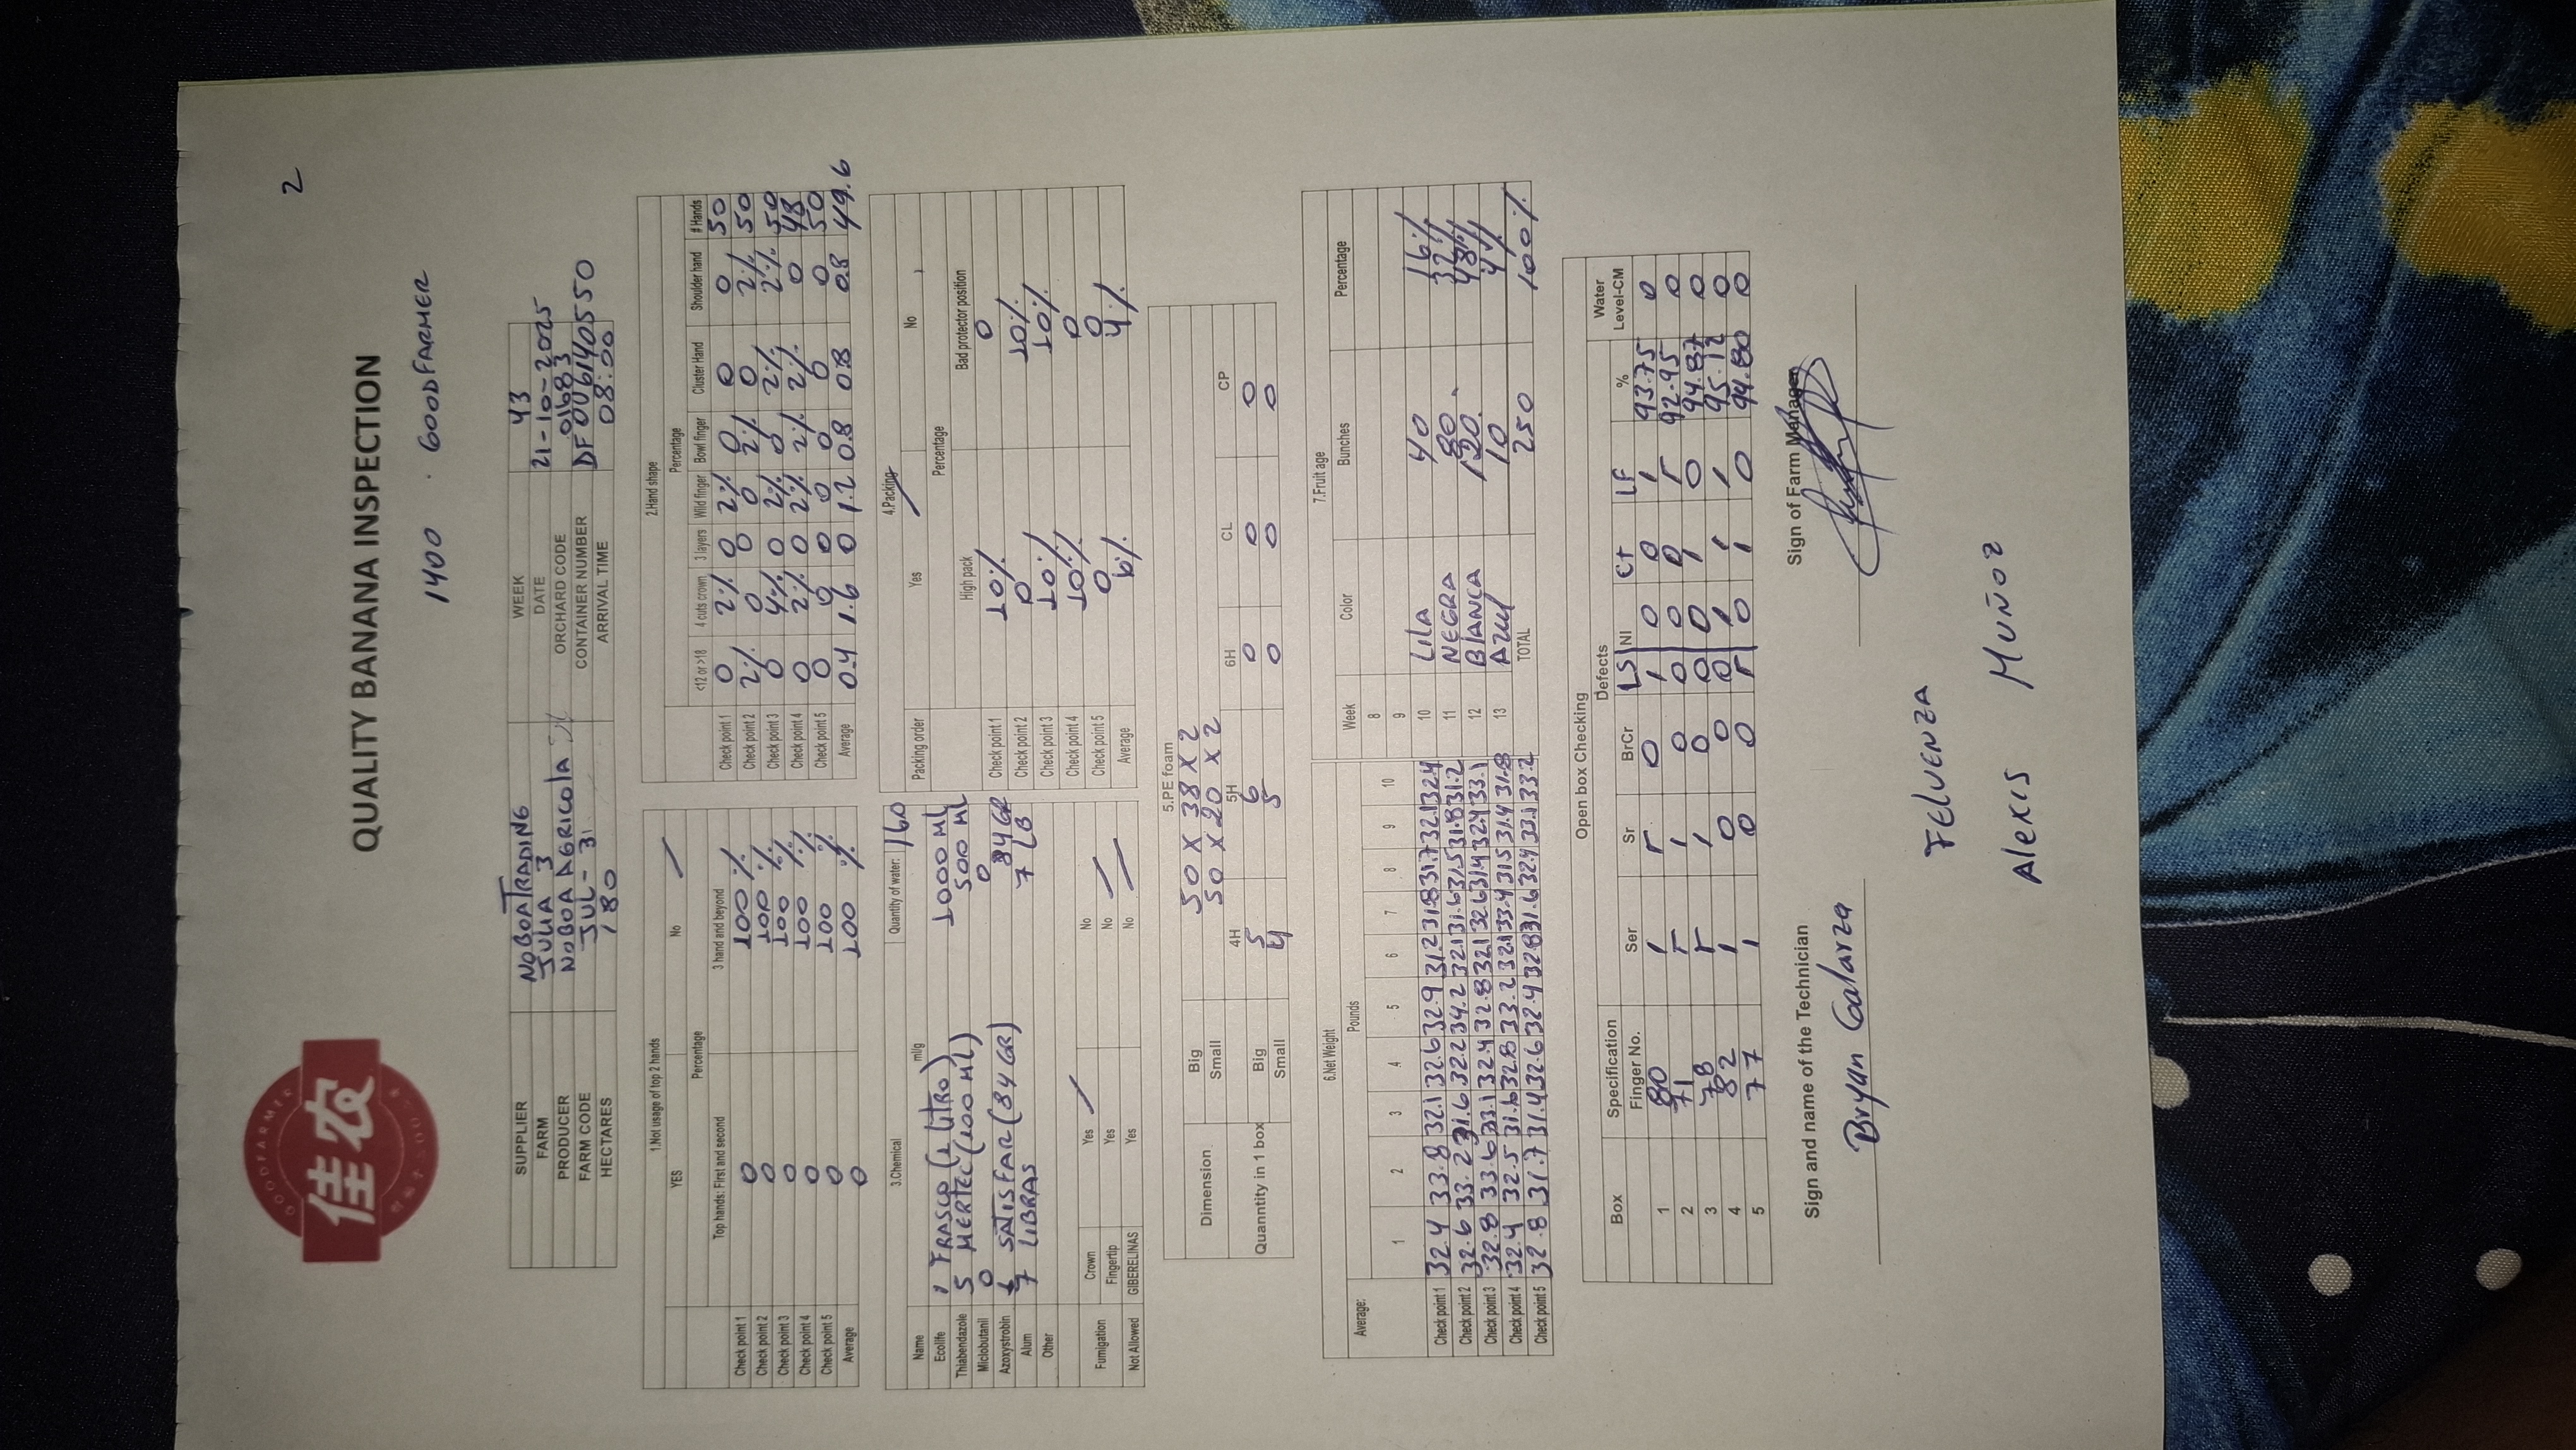 GOODFARMER
佳农
2
QUALITY BANANA INSPECTION
1400 GOODFARMER
SUPPLIER NOBOATRADING WEEK 43
FARM JULIA 3 DATE 21-10-2025
PRODUCER NOBOA AGRICOLA ORCHARD CODE 01683
FARM CODE JUL-31 CONTAINER NUMBER
HECTARES 180 ARRIVAL TIME 08:00
1.Not usage of top 2 hands
YES No /
Percentage
Top hands: First and second 3 hand and beyond
Check point 1 0 100%
Check point 2 0 100%
Check point 3 0 100%
Check point 4 0 100%
Check point 5 0 100%
Average 0 100%
2.Hand shape
Percentage
<12 or >18 4 cuts crown 3 layers Wild finger Bowl finger Cluster Hand Shoulder hand # Hands
Check point 1 0 2% 0 2% 0 0 0 50
Check point 2 2% 0 0 0 2% 0 2% 50
Check point 3 0 4% 0 2% 0 2% 2% 50
Check point 4 0 2% 0 2% 2% 2% 0 48
Check point 5 0 0 0 0 0 0 0 50
Average 0.4 1.6 0 1.2 0.8 0.8 0.8 49.6
3.Chemical Quantity of water: 160
Name ml/g
Ecolife 1 FRASCO (1 LITRO) 1000 ML
Thiabendazole 5 MERTEC (100 ML) 500 ML
Miclobutanil 0 0
Azoxystrobin 1 SATISFAR (84 GR) 84 GR
Alum 7 LIBRAS 7 LB
Other
Fumigation Crown Yes / No
Fingertip Yes No /
Not Allowed GIBERELINAS Yes No /
4.Packing
Packing order Yes / No
Percentage
High pack Bad protector position
Check point 1 10% 0
Check point 2 0 10%
Check point 3 10% 10%
Check point 4 10% 0
Check point 5 0 0
Average 6% 4%
5.PE foam
Dimension Big 50 X 38 X 2
Small 50 X 20 X 2
4H 5H 6H CL CP
Quanntity in 1 box Big 5 6 0 0 0
Small 4 5 0 0 0
6.Net Weight
Average: Pounds
1 2 3 4 5 6 7 8 9 10
Check point 1 32.4 33.8 32.1 32.6 32.9 31.2 31.8 31.7 32.1 32.4
Check point 2 32.6 33.2 31.6 32.2 34.2 32.1 31.6 31.5 31.8 31.2
Check point 3 32.8 33.6 33.1 32.4 32.8 32.1 32.6 31.4 32.4 33.1
Check point 4 32.4 32.5 31.6 32.8 33.2 32.1 33.4 31.5 31.4 31.8
Check point 5 32.8 31.7 31.4 32.6 32.4 32.8 31.6 32.4 33.1 33.2
7.Fruit age
Week Color Bunches Percentage
8
9
10 LILA 40 16%
11 NEGRA 80 32%
12 BLANCA 120 48%
13 AZUL 10 4%
TOTAL 250 100%
Open box Checking
Box Specification Defects Water Level-CM
Finger No. Ser Sr BrCr LS NI Ct LF %
1 80 1 Γ 0 1 0 0 1 93.75 0
2 71 Γ 1 0 0 0 0 Γ 92.95 0
3 78 Γ 1 0 0 0 1 0 94.87 0
4 82 1 0 0 0 1 1 1 95.12 0
5 77 1 0 0 Γ 0 1 0 94.80 0
Sign and name of the Technician Sign of Farm Manager
Bryan Galarza
FELVENZA
Alexis MUÑOZ